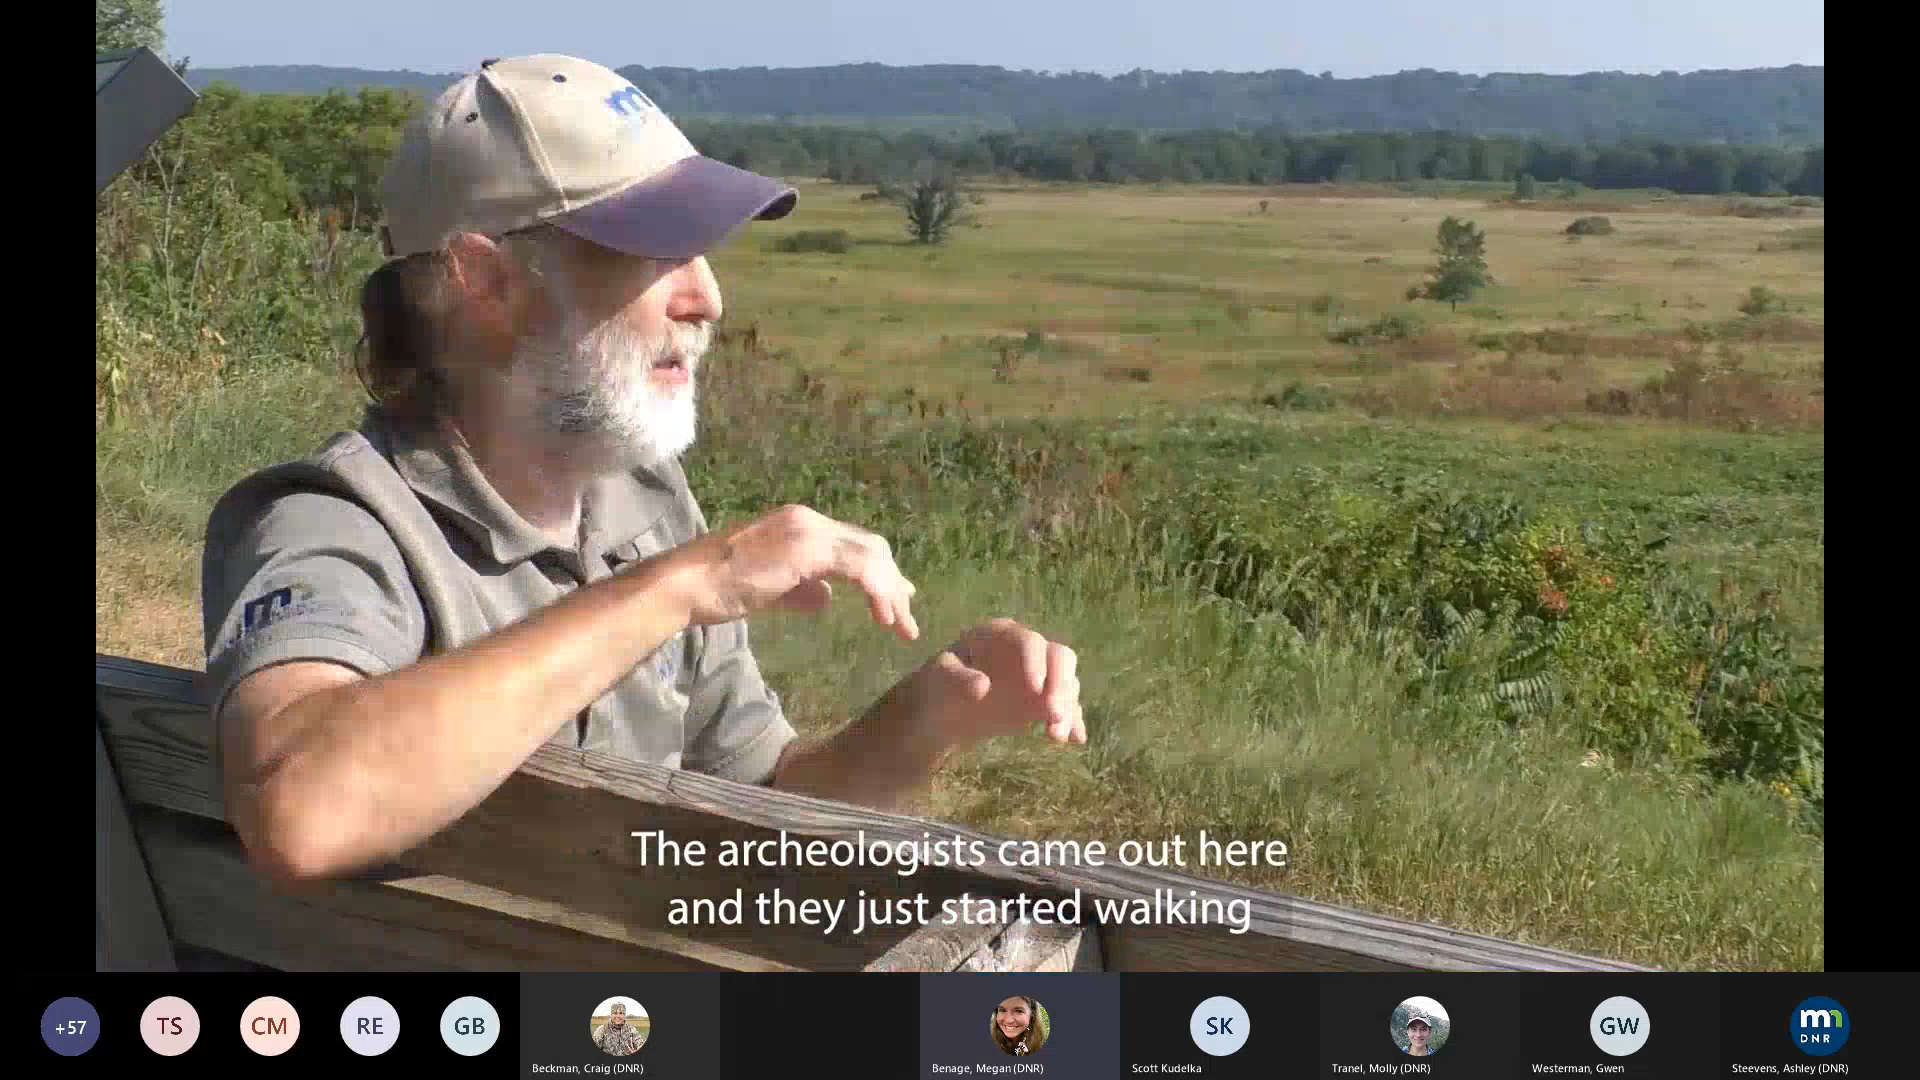 m
m
The archeologists came out here
and they just started walking
+57
TS
CM
RE
GB
SK
GW
mn
DNR
Beckman, Craig (DNR)
Benage, Megan (DNR)
Scott Kudelka
Tranel, Molly (DNR)
Westerman, Gwen
Steevens, Ashley (DNR)